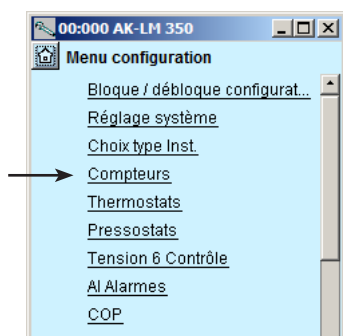 00:000 AK-LM 350
Menu configuration
Bloque / débloque configurat...
Réglage système
Choix type Inst.
Compteurs
Thermostats
Pressostats
Tension 6 Contrôle
AI Alarmes
COP